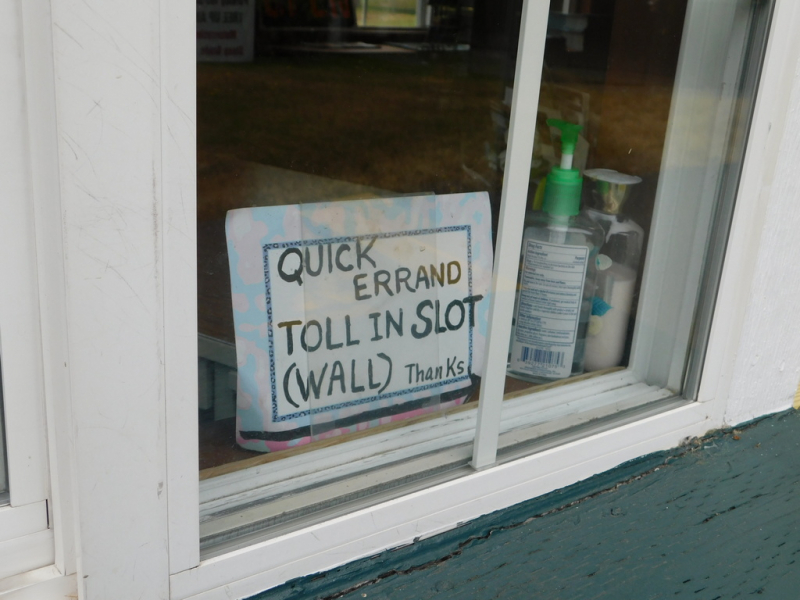 QUICK
ERRAND
TOLL IN SLOT
(WALL) Thanks